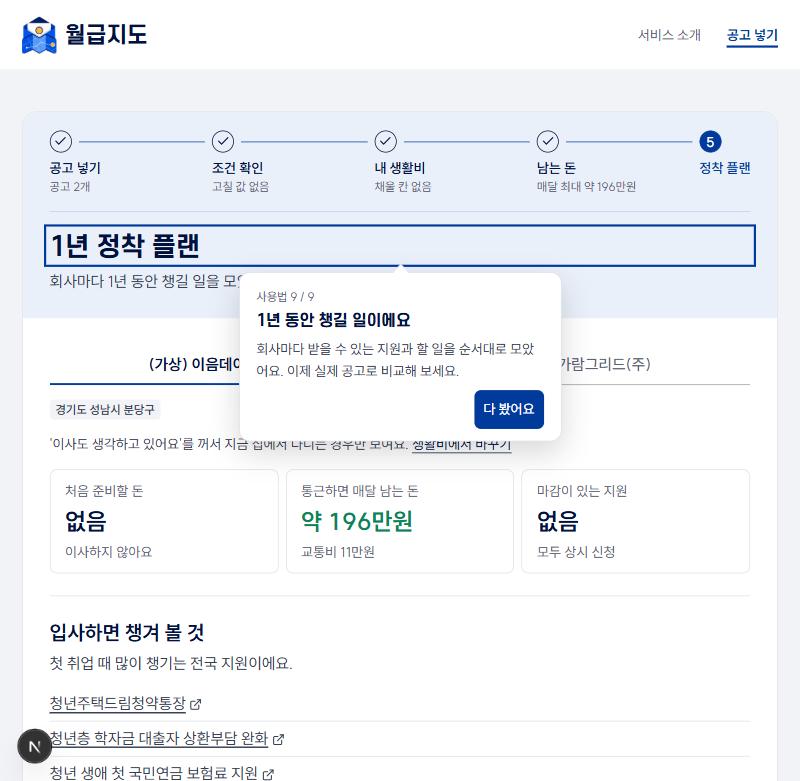 월급지도
서비스 소개
공고 넣기
5
공고 넣기
조건 확인
내 생활비
남는 돈
정착 플랜
공고 2개
고칠 값 없음
채울 칸 없음
매달 최대 약 196만원
1년 정착 플랜
회사마다 1년 동안 챙길 일을
사용법 9 / 9
1년 동안 챙길 일이에요
회사마다 받을 수 있는 지원과 할 일을 순서대로 모았
어요. 이제 실제 공고로 비교해 보세요.
다 봤어요
(가상) 이음데이
가람그리드(주)
경기도 성남시 분당구
'이사도 생각하고 있어요'를 꺼서 지금 집에서 다니는 경우만 보여요. 생활비에서 바꾸기
처음 준비할 돈
없음
이사하지 않아요
통근하면 매달 남는 돈
약 196만원
교통비 11만원
마감이 있는 지원
없음
모두 상시 신청
입사하면 챙겨 볼 것
첫 취업 때 많이 챙기는 전국 지원이에요.
청년주택드림청약통장
N
청년층 학자금 대출자 상환부담 완화
청년 생애 첫 국민연금 보험료 지원